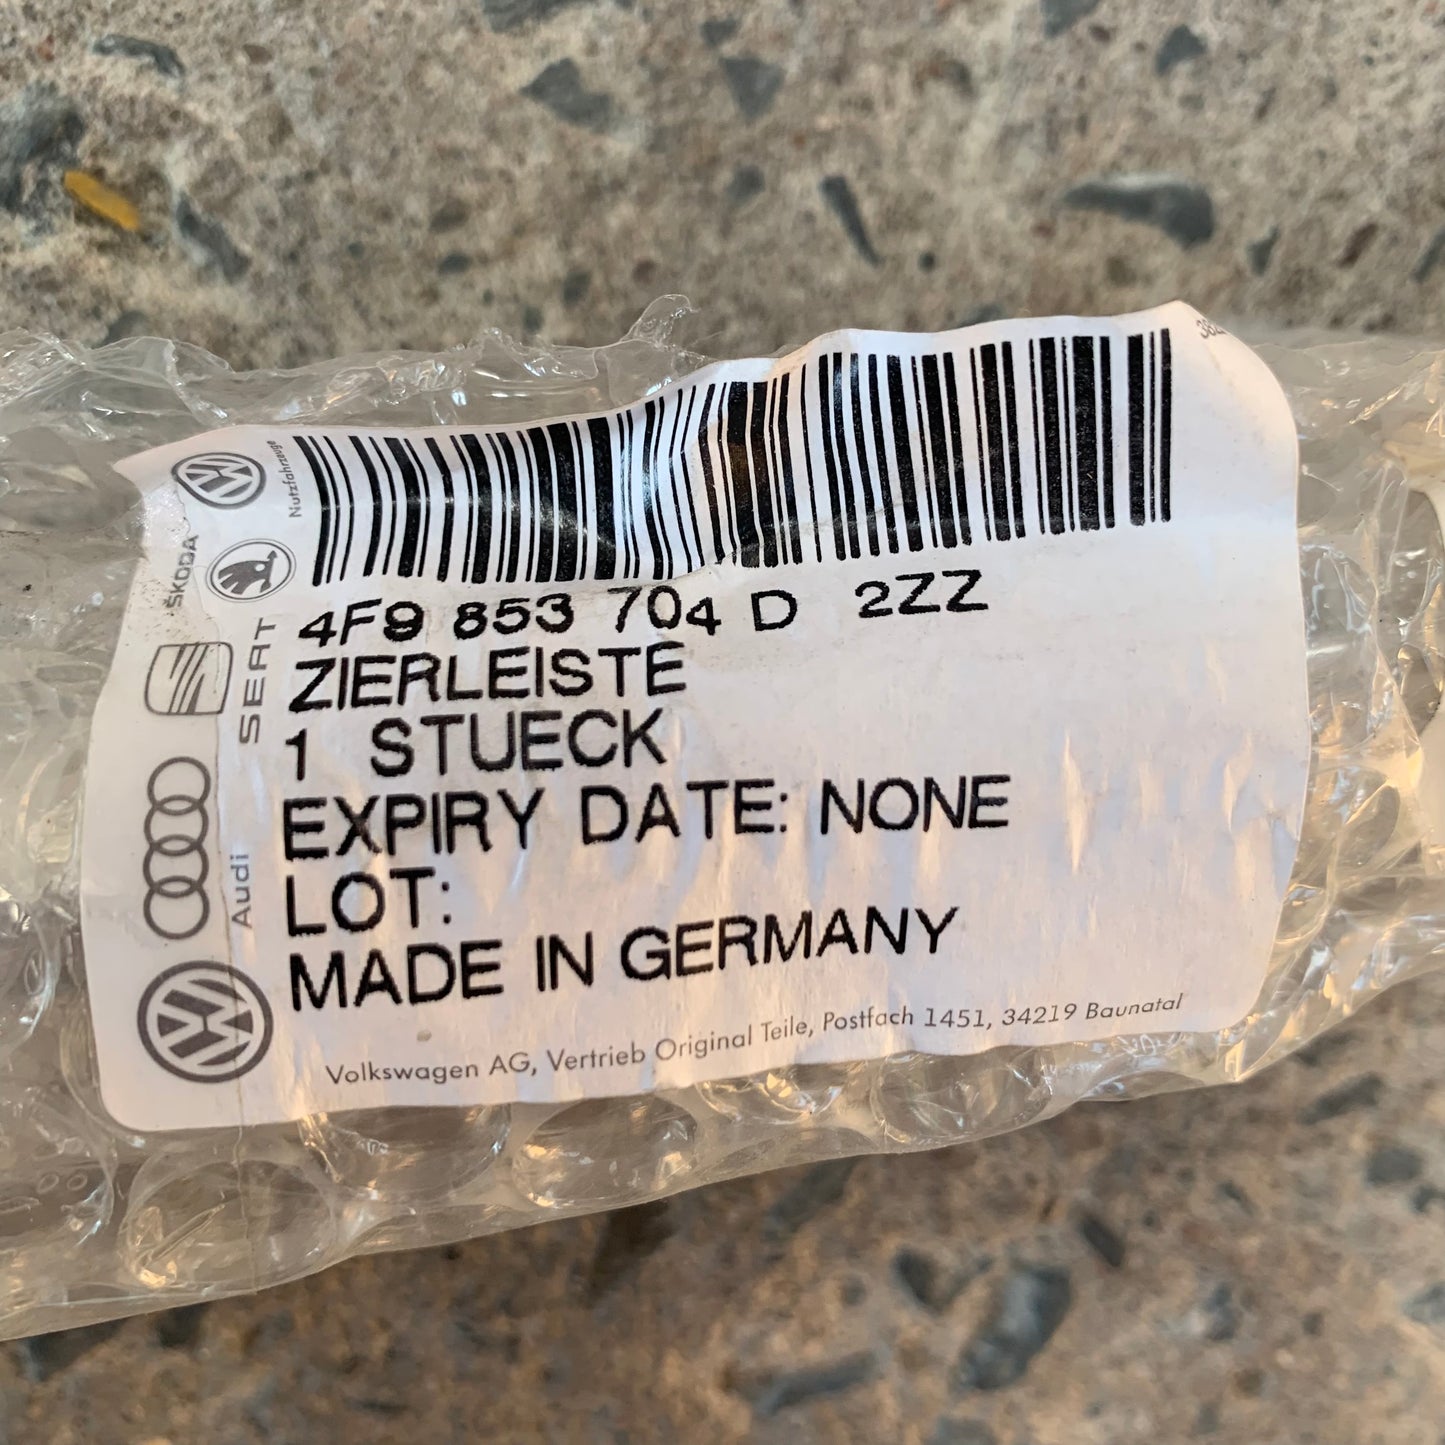 4F9 853 704 D 2ZZ
ZIERLEISTE
1 STUECK
EXPIRY DATE: NONE
LOT:
MADE IN GERMANY
Volkswagen AG, Vertrieb Original Teile, Postfach 1451, 34219 Baunatal
Nutzfahrzeuge
ŠKODA
SEAT
Audi